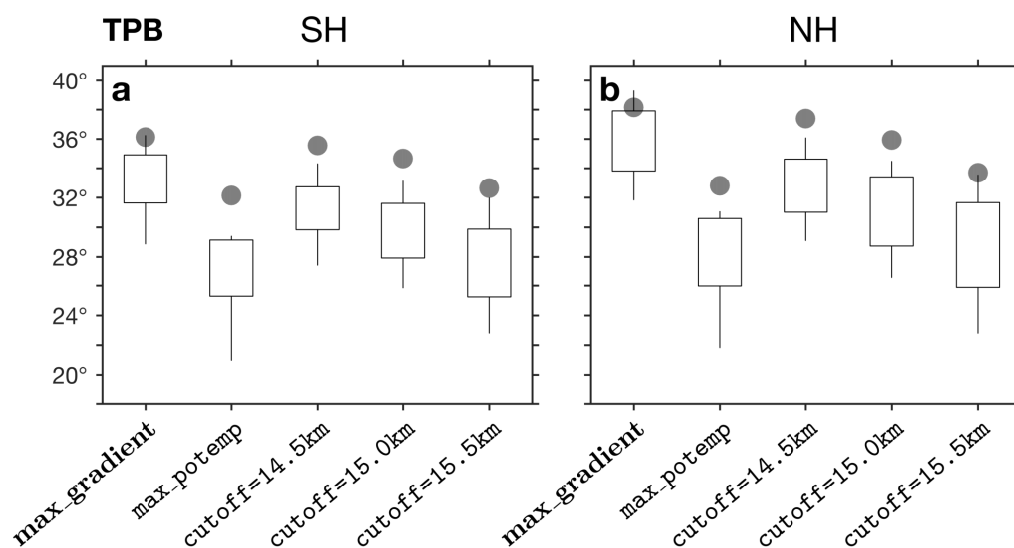 TPB SH NH
a b
40°
36°
32°
28°
24°
20°
max_gradient
max_potemp
cutoff=14.5km
cutoff=15.0km
cutoff=15.5km
max_gradient
max_potemp
cutoff=14.5km
cutoff=15.0km
cutoff=15.5km